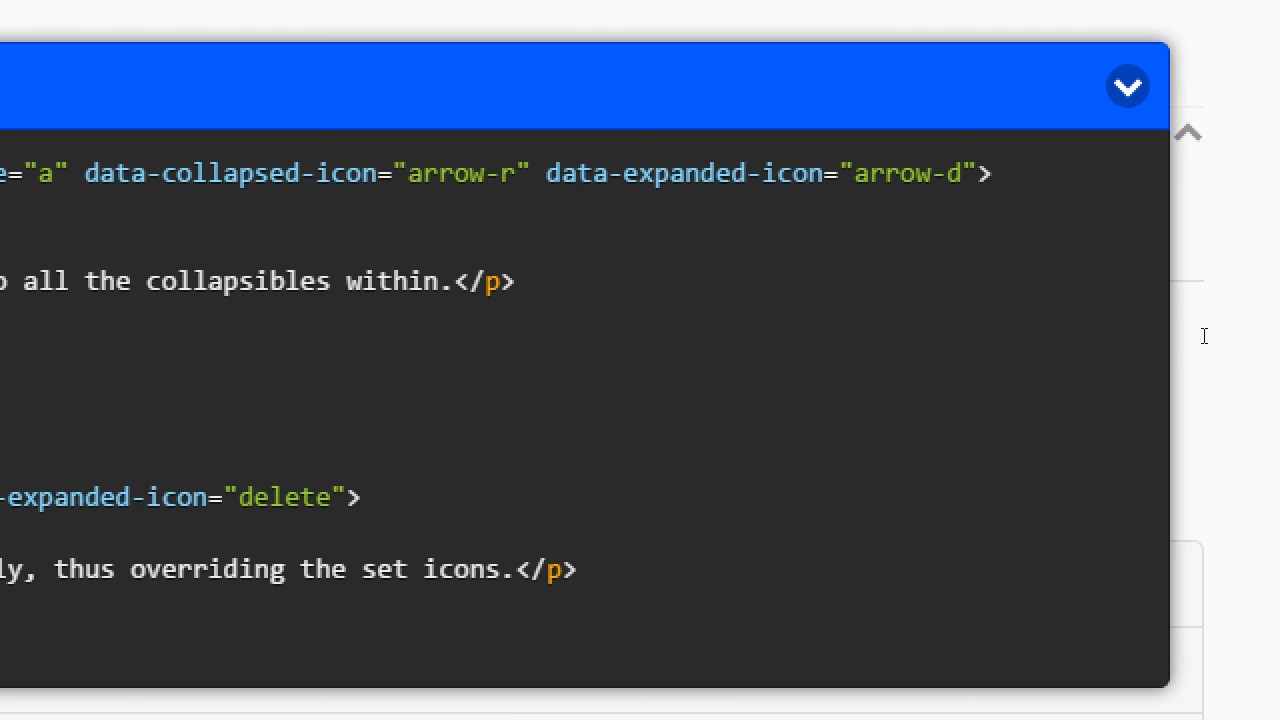 e="a" data-collapsed-icon="arrow-r" data-expanded-icon="arrow-d">
all the collapsibles within.</p>
-expanded-icon="delete">
ly, thus overriding the set icons.</p>